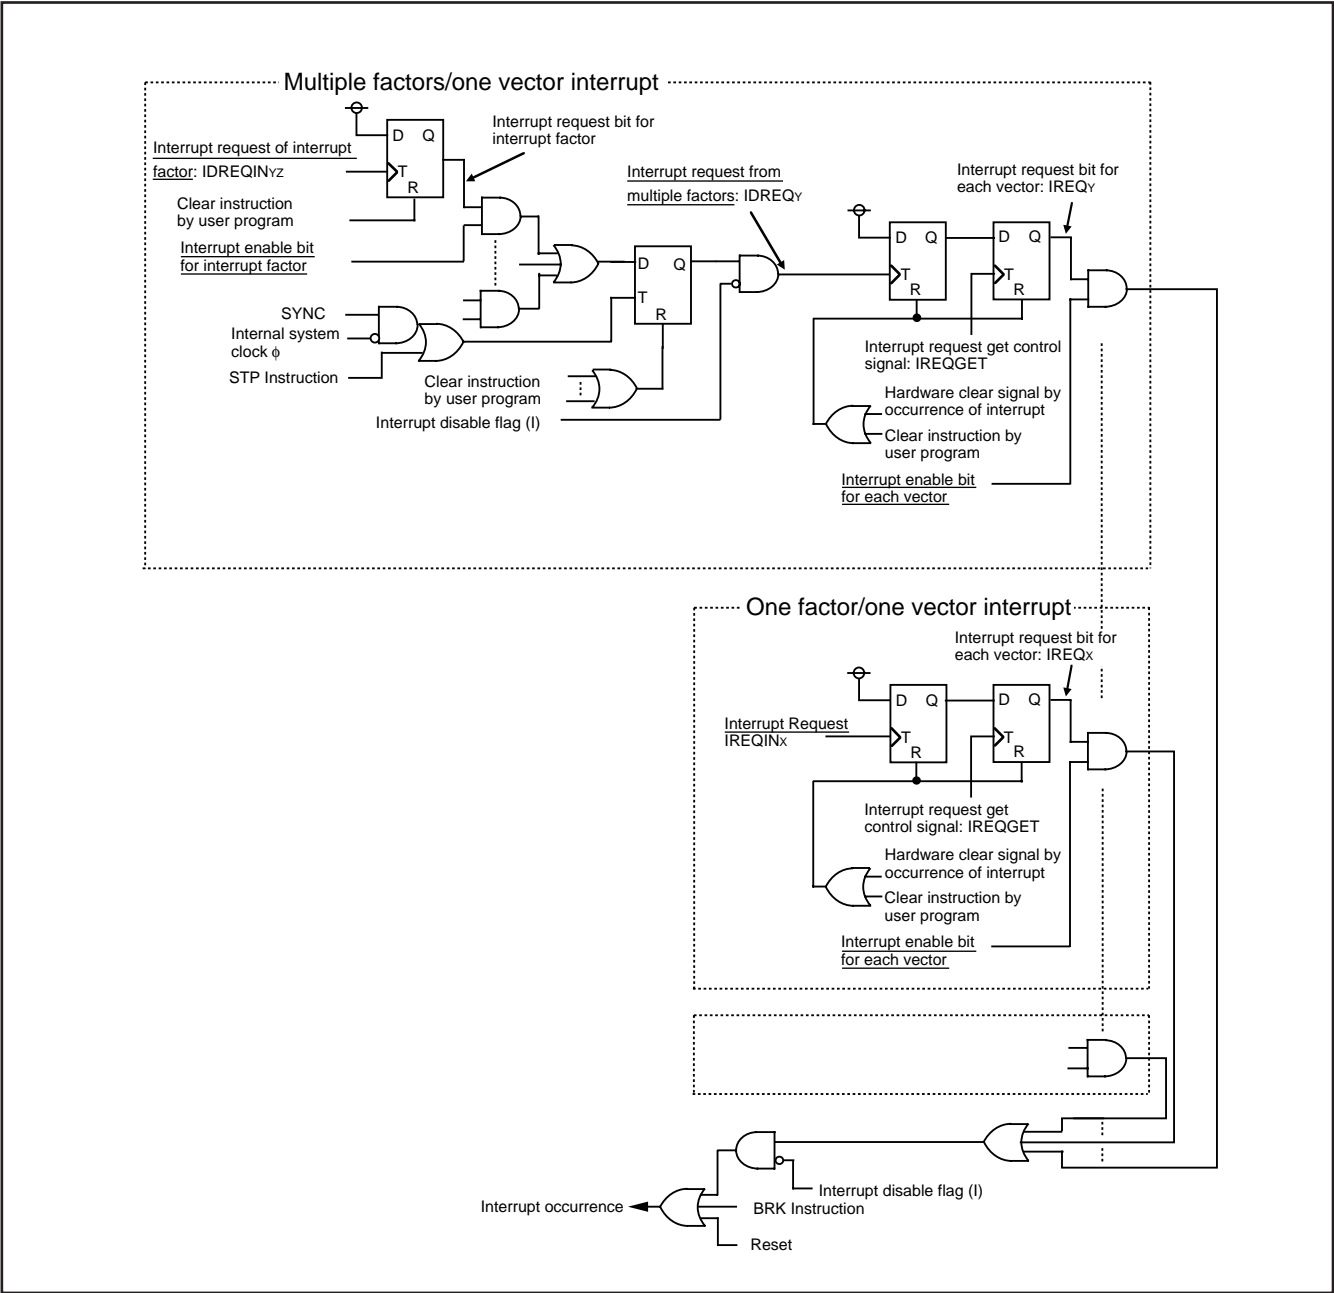 Multiple factors/one vector interrupt
D Q
T
R
Interrupt request bit for
interrupt factor
Interrupt request of interrupt
factor: IDREQINYZ
Clear instruction
by user program
Interrupt enable bit
for interrupt factor
Interrupt request from
multiple factors: IDREQY
Interrupt request bit for
each vector: IREQY
D Q
T
R
D Q
T
R
D Q
T
R
SYNC
Internal system
clock ϕ
STP Instruction
Clear instruction
by user program
Interrupt disable flag (I)
Interrupt request get control
signal: IREQGET
Hardware clear signal by
occurrence of interrupt
Clear instruction by
user program
Interrupt enable bit
for each vector
One factor/one vector interrupt
Interrupt request bit for
each vector: IREQX
D Q
T
R
D Q
T
R
Interrupt Request
IREQINX
Interrupt request get
control signal: IREQGET
Hardware clear signal by
occurrence of interrupt
Clear instruction by
user program
Interrupt enable bit
for each vector
Interrupt disable flag (I)
Interrupt occurrence
BRK Instruction
Reset